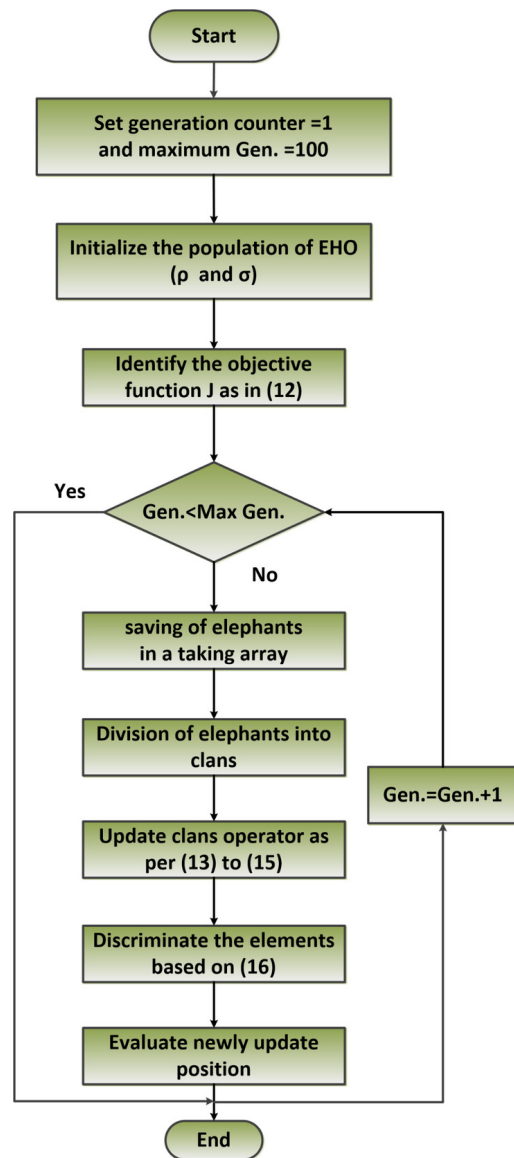 Start
Set generation counter =1
and maximum Gen. =100
Initialize the population of EHO
(ρ and σ)
Identify the objective
function J as in (12)
Yes
Gen.<Max Gen.
No
saving of elephants
in a taking array
Division of elephants into
clans
Gen.=Gen.+1
Update clans operator as
per (13) to (15)
Discriminate the elements
based on (16)
Evaluate newly update
position
End